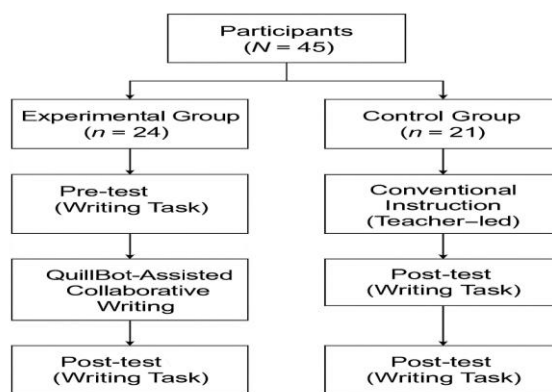 Participants
(N = 45)
Experimental Group
(n = 24)
Control Group
(n = 21)
Pre-test
(Writing Task)
Conventional
Instruction
(Teacher–led)
QuillBot-Assisted
Collaborative
Writing
Post-test
(Writing Task)
Post-test
(Writing Task)
Post-test
(Writing Task)